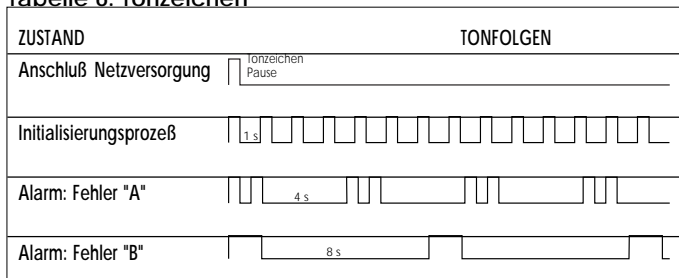 Tabelle 6. Tonzeichen
ZUSTAND TONFOLGEN
Anschluß Netzversorgung Tonzeichen
Pause
Initialisierungsprozeß 1 s
Alarm: Fehler "A" 4 s
Alarm: Fehler "B" 8 s